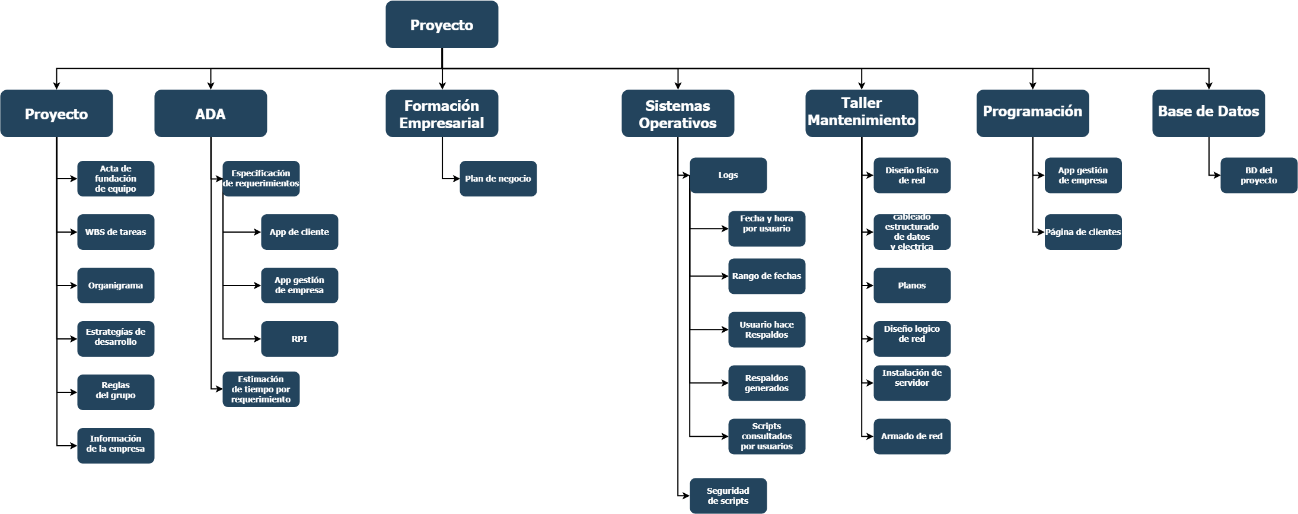 Proyecto
Proyecto
Acta de
fundación
de equipo
WBS de tareas
Organigrama
Estrategías de
desarrollo
Reglas
del grupo
Información
de la empresa
ADA
Especificación
de requerimientos
App de cliente
App gestión
de empresa
RPI
Estimación
de tiempo por
requerimiento
Formación
Empresarial
Plan de negocio
Sistemas
Operativos
Logs
Fecha y hora
por usuario
Rango de fechas
Usuario hace
Respaldos
Respaldos
generados
Scripts
consultados
por usuarios
Seguridad
de scripts
Taller
Mantenimiento
Diseño físico
de red
cableado
estructurado
de datos
y electrica
Planos
Diseño logico
de red
Instalación de
servidor
Armado de red
Programación
App gestión
de empresa
Página de clientes
Base de Datos
BD del
proyecto